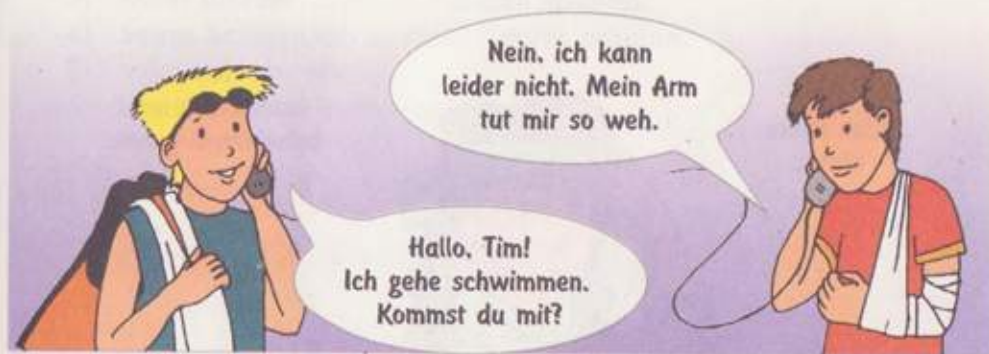 Hallo, Tim!
Ich gehe schwimmen.
Kommst du mit?
Nein, ich kann
leider nicht. Mein Arm
tut mir so weh.